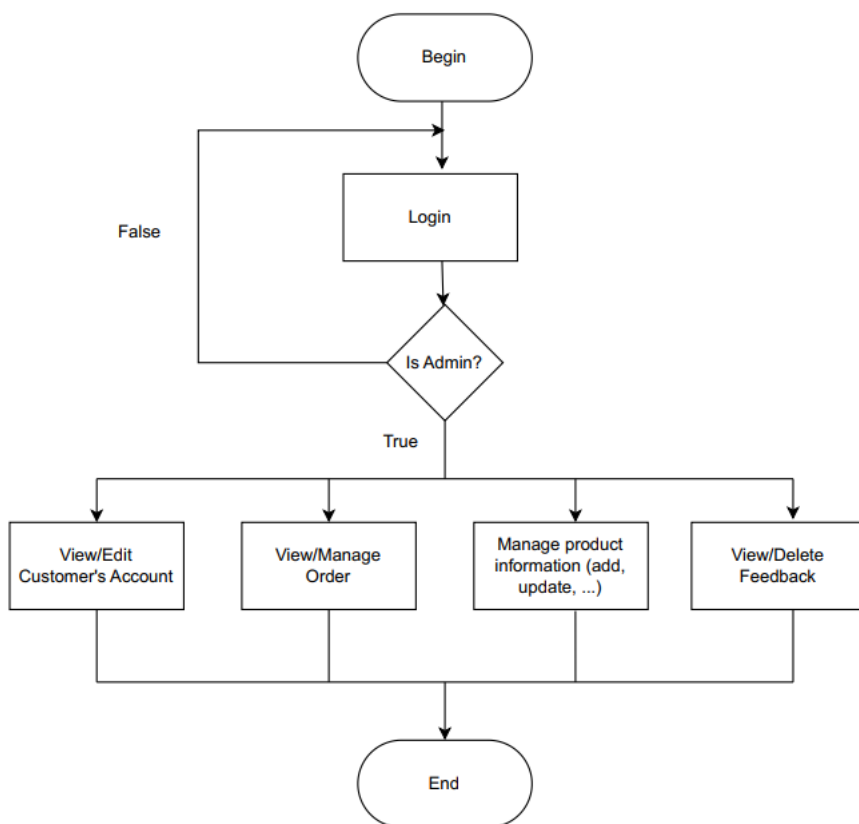 Begin
Login
False
Is Admin?
True
View/Edit
Customer's Account
View/Manage
Order
Manage product
information (add,
update, ...)
View/Delete
Feedback
End